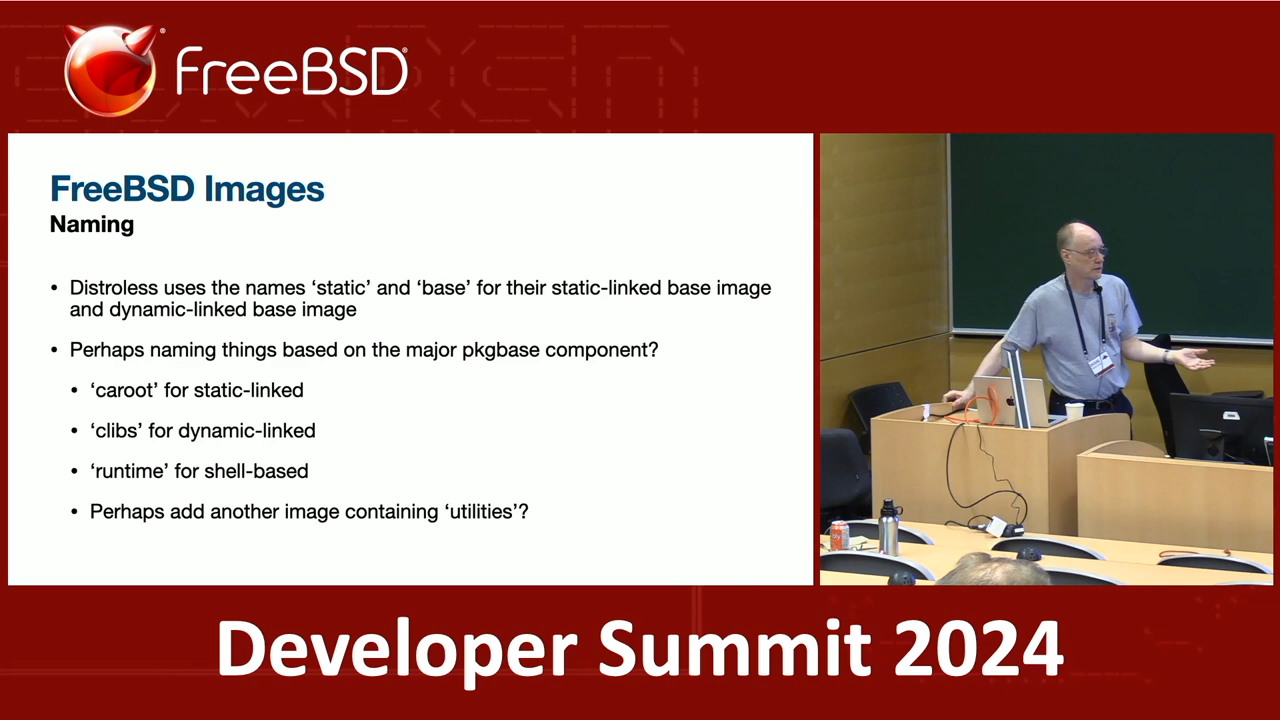 FreeBSD®
FreeBSD Images
Naming
• Distroless uses the names ‘static’ and ‘base’ for their static-linked base image
and dynamic-linked base image
• Perhaps naming things based on the major pkgbase component?
• ‘caroot’ for static-linked
• ‘clibs’ for dynamic-linked
• ‘runtime’ for shell-based
• Perhaps add another image containing ‘utilities’?
Developer Summit 2024